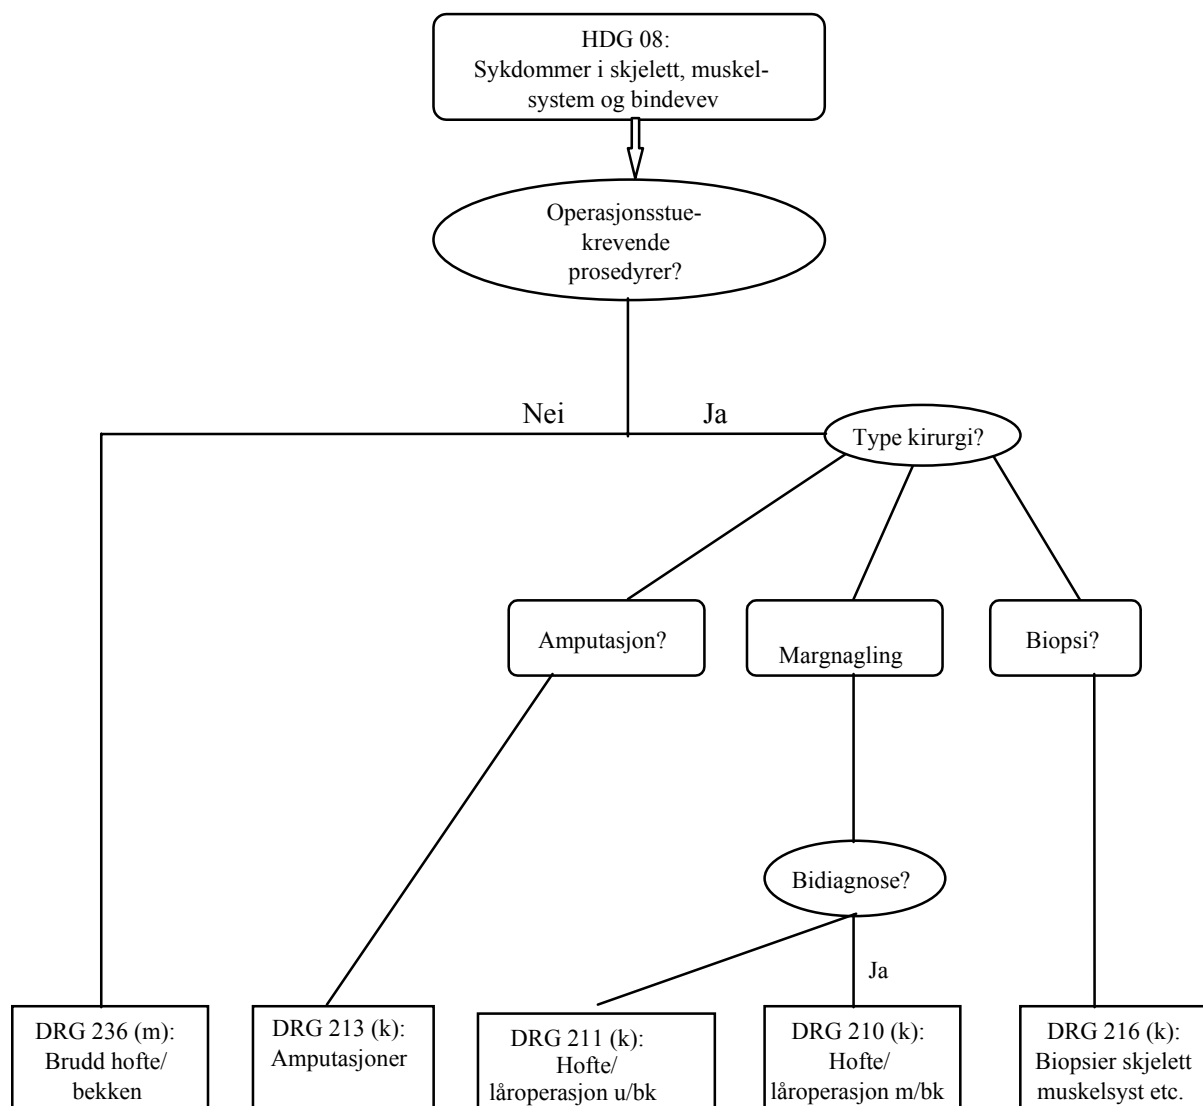 HDG 08:
Sykdommer i skjelett, muskel-
system og bindevev
Operasjonsstue-
krevende
prosedyrer?
Nei
Ja
Type kirurgi?
Amputasjon?
Margnagling
Biopsi?
Bidiagnose?
Ja
DRG 236 (m):
Brudd hofte/
bekken
DRG 213 (k):
Amputasjoner
DRG 211 (k):
Hofte/
låroperasjon u/bk
DRG 210 (k):
Hofte/
låroperasjon m/bk
DRG 216 (k):
Biopsier skjelett
muskelsyst etc.